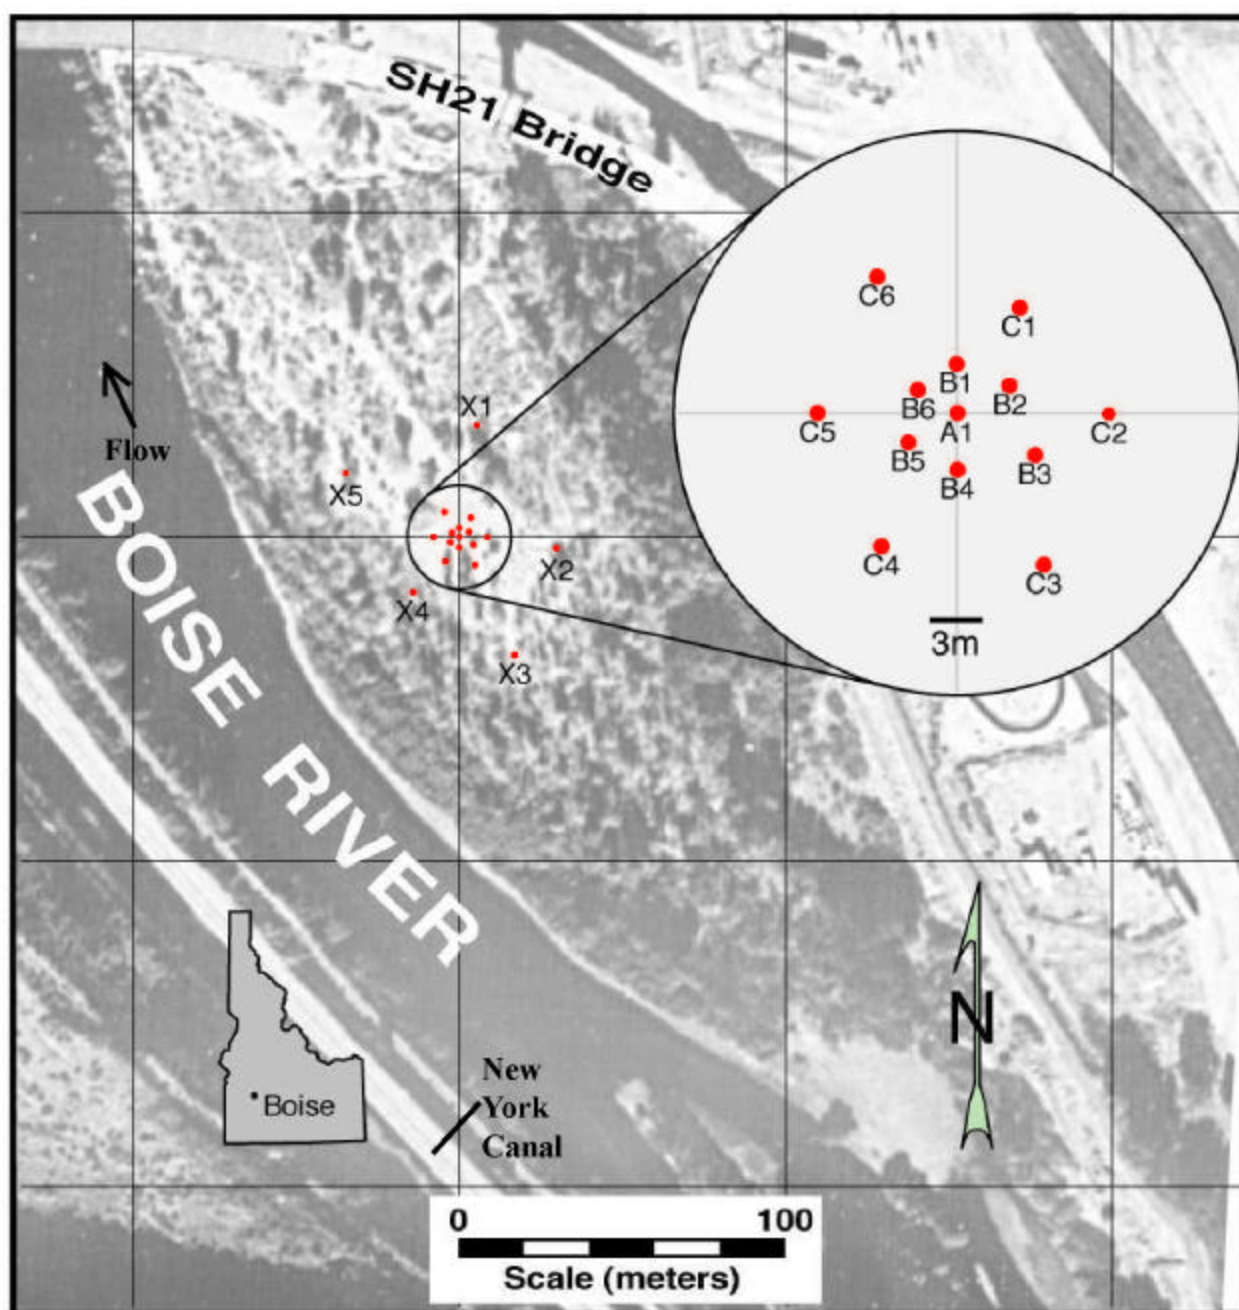 SH21 Bridge
C6
C1
B1
B2
B6
A1
C2
C5
B5
B3
B4
C4
C3
3m
X1
Flow
X5
X2
X4
X3
BOISE RIVER
N
Boise
New
York
Canal
0 100
Scale (meters)